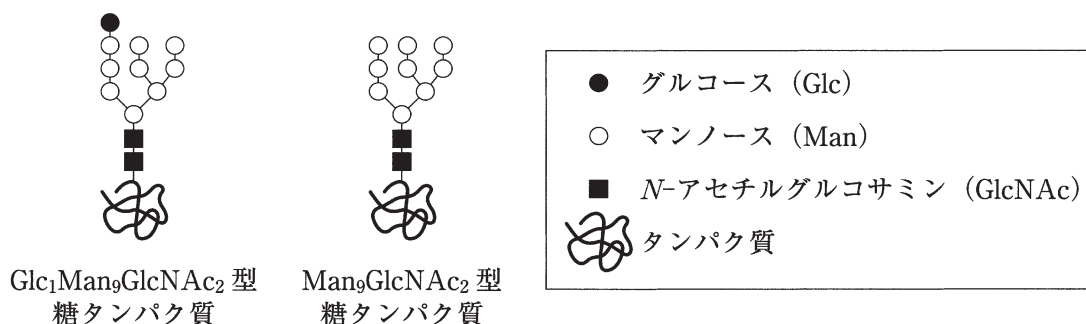 グルコース（Glc）
マンノース（Man）
N-アセチルグルコサミン（GlcNAc）
タンパク質
Glc₁Man₉GlcNAc₂ 型
糖タンパク質
Man₉GlcNAc₂ 型
糖タンパク質